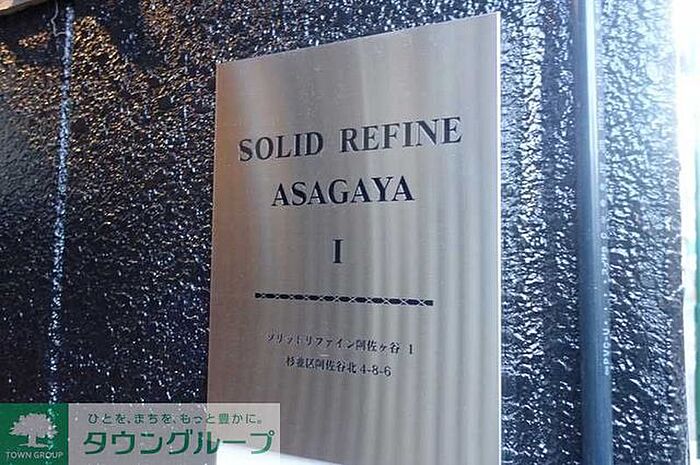 SOLID REFINE
ASAGAYA
I
ソリッドリファイン阿佐ヶ谷 I
杉並区阿佐谷北4-8-6
ひとを、まちを、もっと豊かに。
タウングループ
TOWN GROUP